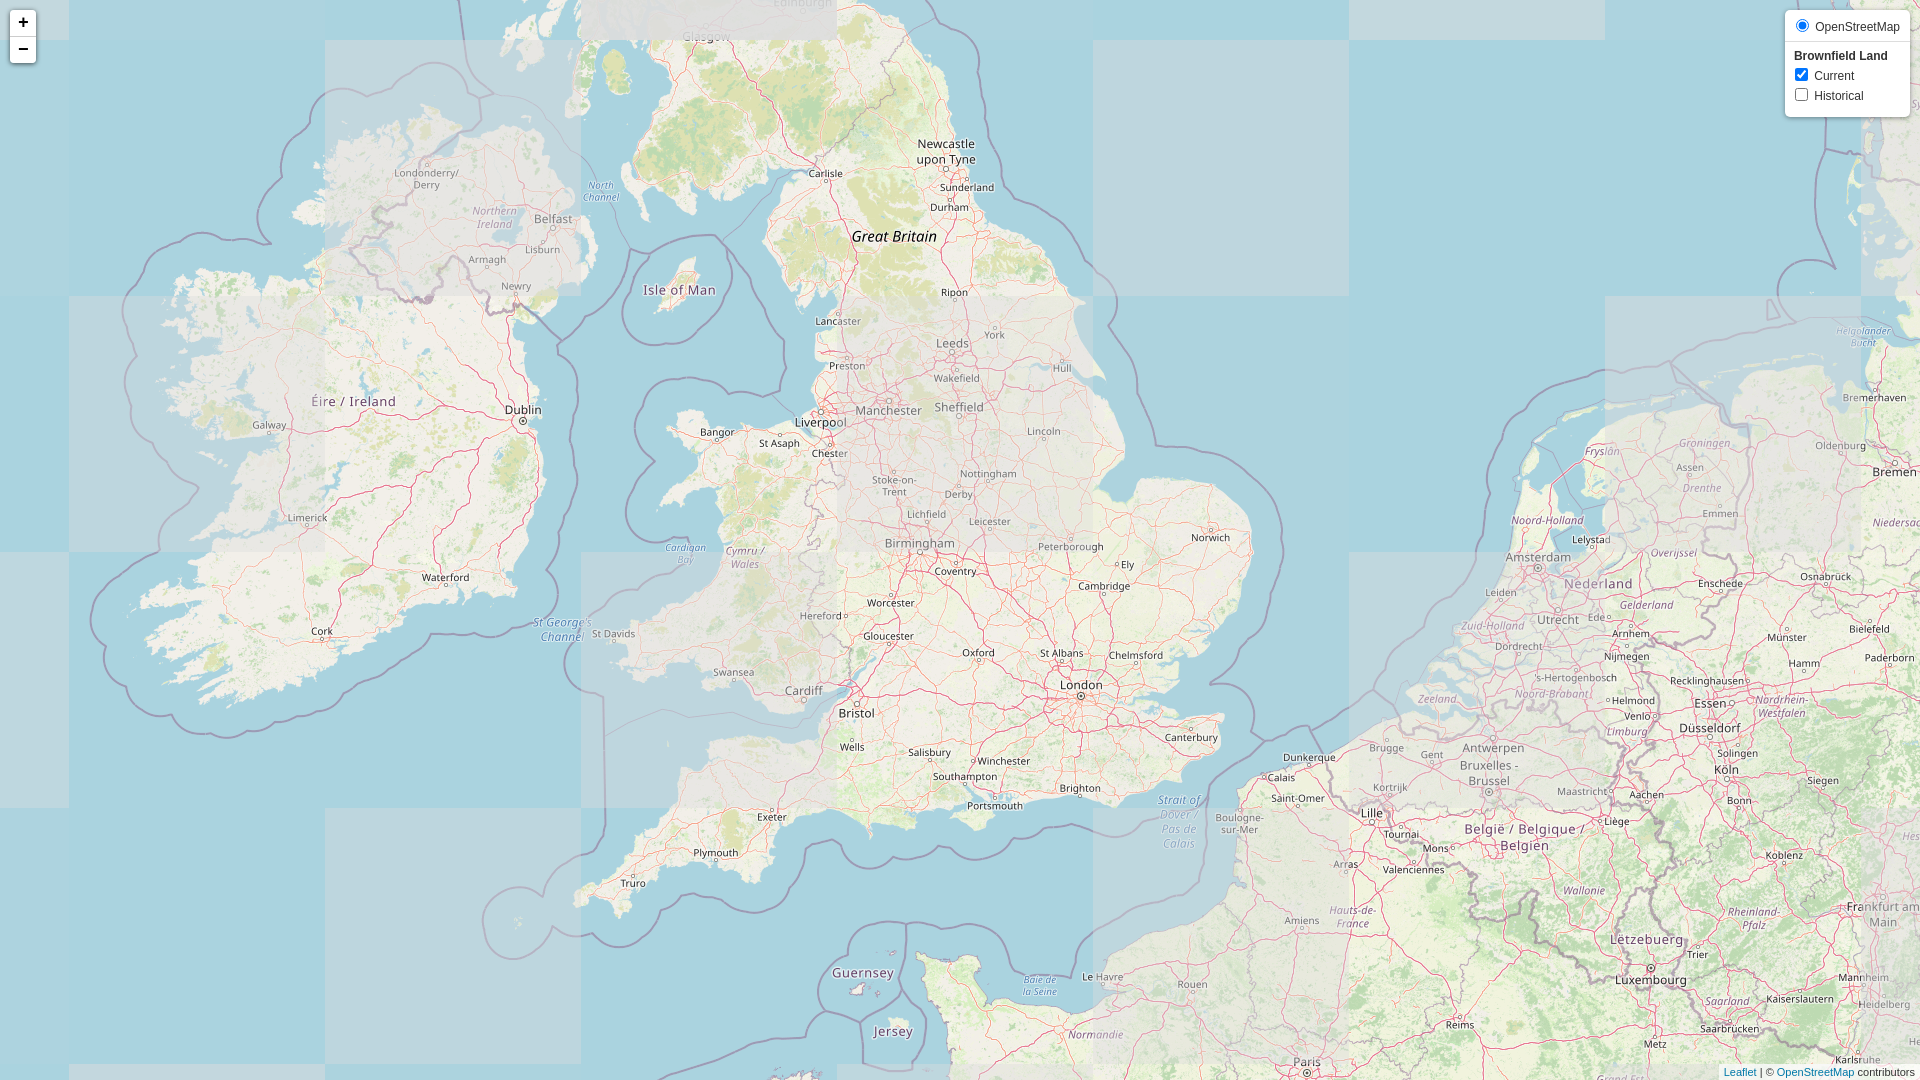 +
−
OpenStreetMap
Brownfield Land
Current
Historical
Edinburgh
Glasgow
Londonderry/
Derry
North
Channel
Northern
Ireland
Belfast
Lisburn
Armagh
Newry
Newcastle
upon Tyne
Carlisle
Sunderland
Durham
Great Britain
Isle of Man
Ripon
Lancaster
York
Leeds
Preston
Hull
Wakefield
Helgoländer
Bucht
Éire / Ireland
Dublin
Galway
Manchester
Sheffield
Liverpool
Bangor
St Asaph
Chester
Lincoln
Bremerhaven
Groningen
Oldenburg
Fryslân
Assen
Bremen
Drenthe
Emmen
Stoke-on-
Trent
Nottingham
Derby
Limerick
Lichfield
Leicester
Noord-Holland
Niedersa
Birmingham
Peterborough
Norwich
Lelystad
Cardigan
Bay
Cymru /
Wales
Amsterdam
Overijssel
Waterford
Coventry
Ely
Cambridge
Nederland
Enschede
Osnabrück
Leiden
Worcester
Hereford
Gelderland
Cork
St George's
Channel
St Davids
Gloucester
Zuid-Holland
Utrecht
Ede
Arnhem
Münster
Bielefeld
Oxford
St Albans
Chelmsford
Dordrecht
Nijmegen
Hamm
Paderborn
Swansea
Cardiff
London
's-Hertogenbosch
Recklinghausen
Zeeland
Noord-Brabant
Helmond
Essen
Nordrhein-
Westfalen
Bristol
Venlo
Düsseldorf
Limburg
Wells
Salisbury
Winchester
Canterbury
Brugge
Gent
Antwerpen
Solingen
Dunkerque
Calais
Bruxelles -
Brussel
Köln
Siegen
Southampton
Portsmouth
Brighton
Saint-Omer
Kortrijk
Maastricht
Aachen
Bonn
Exeter
Strait of
Dover /
Pas de
Calais
Boulogne-
sur-Mer
Lille
Tournai
België / Belgique /
Belgien
Liège
Plymouth
Mons
Koblenz
Arras
Valenciennes
Truro
Wallonie
Hauts-de-
France
Amiens
Rheinland-
Pfalz
Frankfurt am
Main
Lëtzebuerg
Trier
Guernsey
Baie de
la Seine
Le Havre
Rouen
Luxembourg
Mannheim
Kaiserslautern
Saarland
Heidelberg
Jersey
Normandie
Reims
Saarbrücken
Metz
Paris
Karlsruhe
Grand Est
Leaflet | © OpenStreetMap contributors